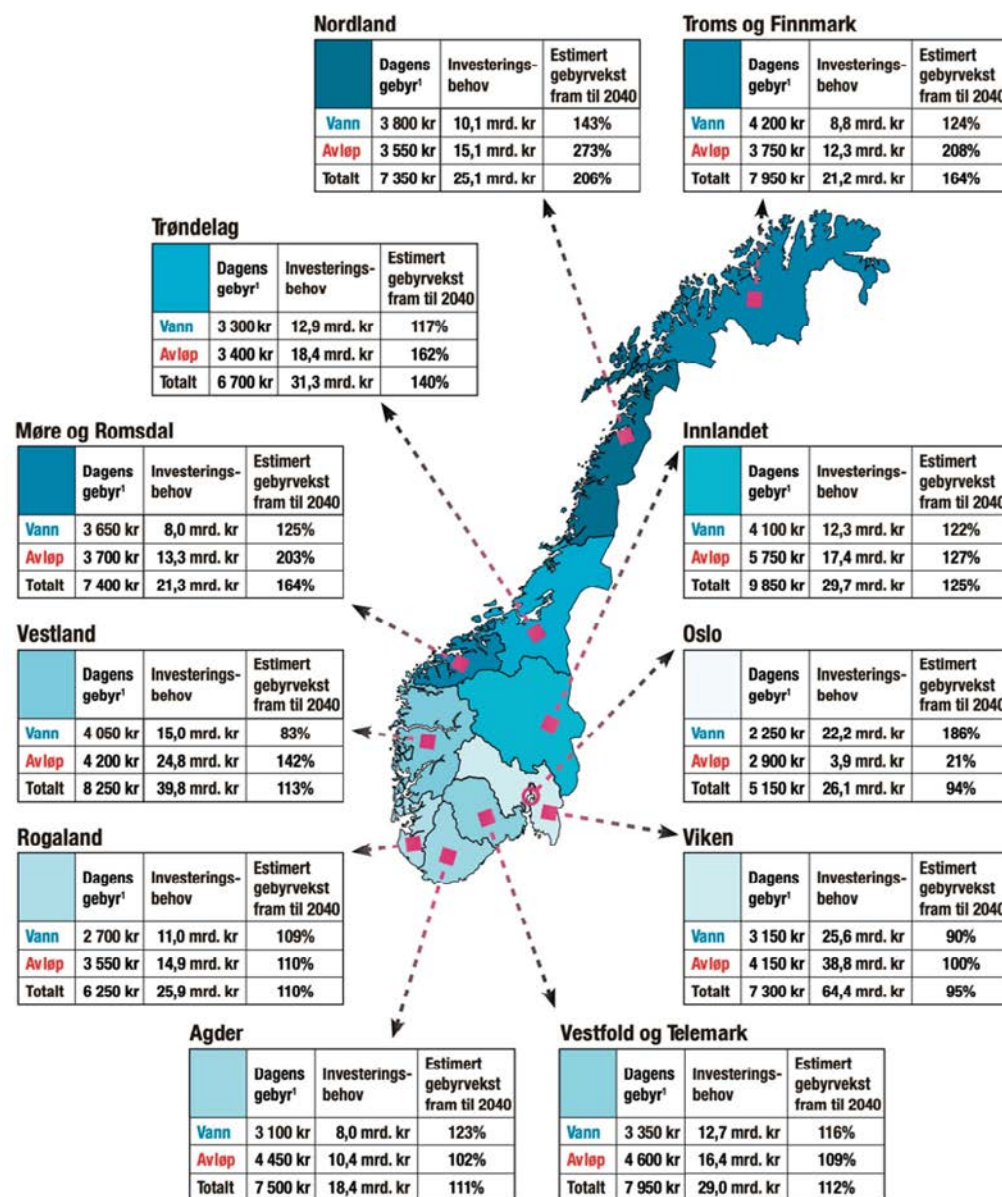 Nordland
Dagens gebyr¹ Investerings-behov Estimert gebyrvekst fram til 2040
Vann 3 800 kr 10,1 mrd. kr 143%
Avløp 3 550 kr 15,1 mrd. kr 273%
Totalt 7 350 kr 25,1 mrd. kr 206%
Troms og Finnmark
Dagens gebyr¹ Investerings-behov Estimert gebyrvekst fram til 2040
Vann 4 200 kr 8,8 mrd. kr 124%
Avløp 3 750 kr 12,3 mrd. kr 208%
Totalt 7 950 kr 21,2 mrd. kr 164%
Trøndelag
Dagens gebyr¹ Investerings-behov Estimert gebyrvekst fram til 2040
Vann 3 300 kr 12,9 mrd. kr 117%
Avløp 3 400 kr 18,4 mrd. kr 162%
Totalt 6 700 kr 31,3 mrd. kr 140%
Møre og Romsdal
Dagens gebyr¹ Investerings-behov Estimert gebyrvekst fram til 2040
Vann 3 650 kr 8,0 mrd. kr 125%
Avløp 3 700 kr 13,3 mrd. kr 203%
Totalt 7 400 kr 21,3 mrd. kr 164%
Innlandet
Dagens gebyr¹ Investerings-behov Estimert gebyrvekst fram til 2040
Vann 4 100 kr 12,3 mrd. kr 122%
Avløp 5 750 kr 17,4 mrd. kr 127%
Totalt 9 850 kr 29,7 mrd. kr 125%
Vestland
Dagens gebyr¹ Investerings-behov Estimert gebyrvekst fram til 2040
Vann 4 050 kr 15,0 mrd. kr 83%
Avløp 4 200 kr 24,8 mrd. kr 142%
Totalt 8 250 kr 39,8 mrd. kr 113%
Oslo
Dagens gebyr¹ Investerings-behov Estimert gebyrvekst fram til 2040
Vann 2 250 kr 22,2 mrd. kr 186%
Avløp 2 900 kr 3,9 mrd. kr 21%
Totalt 5 150 kr 26,1 mrd. kr 94%
Rogaland
Dagens gebyr¹ Investerings-behov Estimert gebyrvekst fram til 2040
Vann 2 700 kr 11,0 mrd. kr 109%
Avløp 3 550 kr 14,9 mrd. kr 110%
Totalt 6 250 kr 25,9 mrd. kr 110%
Viken
Dagens gebyr¹ Investerings-behov Estimert gebyrvekst fram til 2040
Vann 3 150 kr 25,6 mrd. kr 90%
Avløp 4 150 kr 38,8 mrd. kr 100%
Totalt 7 300 kr 64,4 mrd. kr 95%
Agder
Dagens gebyr¹ Investerings-behov Estimert gebyrvekst fram til 2040
Vann 3 100 kr 8,0 mrd. kr 123%
Avløp 4 450 kr 10,4 mrd. kr 102%
Totalt 7 500 kr 18,4 mrd. kr 111%
Vestfold og Telemark
Dagens gebyr¹ Investerings-behov Estimert gebyrvekst fram til 2040
Vann 3 350 kr 12,7 mrd. kr 116%
Avløp 4 600 kr 16,4 mrd. kr 109%
Totalt 7 950 kr 29,0 mrd. kr 112%